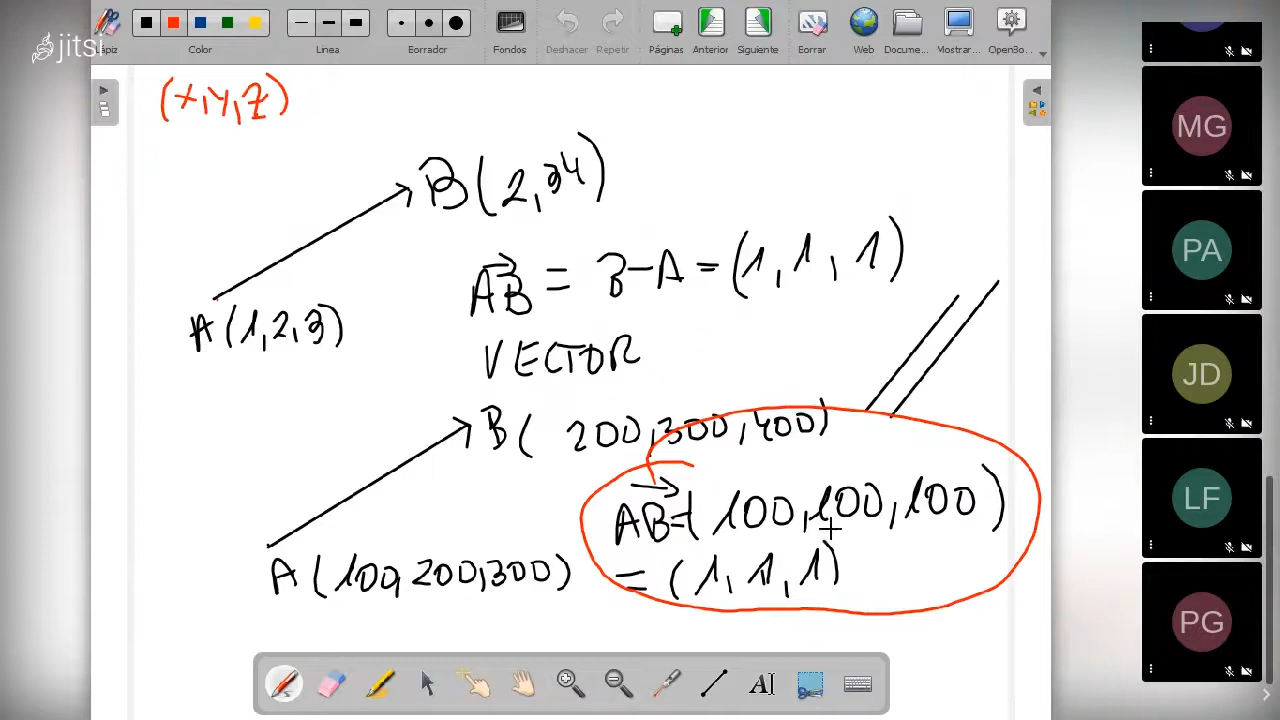 jitsi
Lápiz Color Línea Borrador Fondos Deshacer Repetir Páginas Anterior Siguiente Borrar Web Docume... Mostrar... OpenBo...
(x,y,z)
B(2,3 4)
AB = B-A = (1, 1, 1)
A(1,2,3)
VECTOR
B( 200,300,400)
AB=( 100,100,100)
A(100,200,300)
= (1, 1, 1)
AI
MG
PA
JD
LF
PG